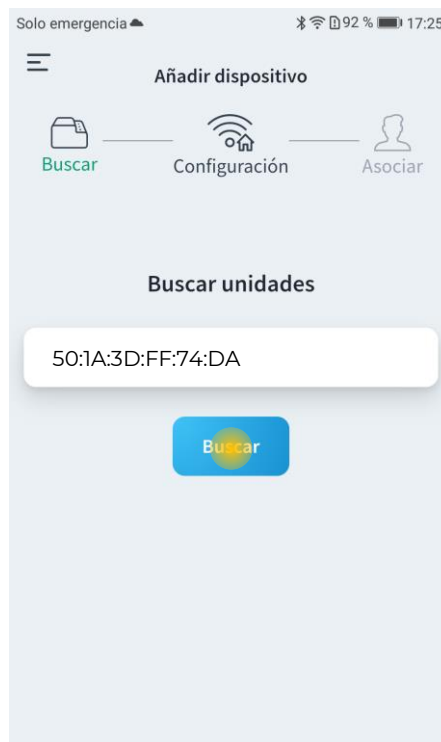 Solo emergencia 92 % 17:25
Añadir dispositivo
Buscar Configuración Asociar
Buscar unidades
50:1A:3D:FF:74:DA
Buscar